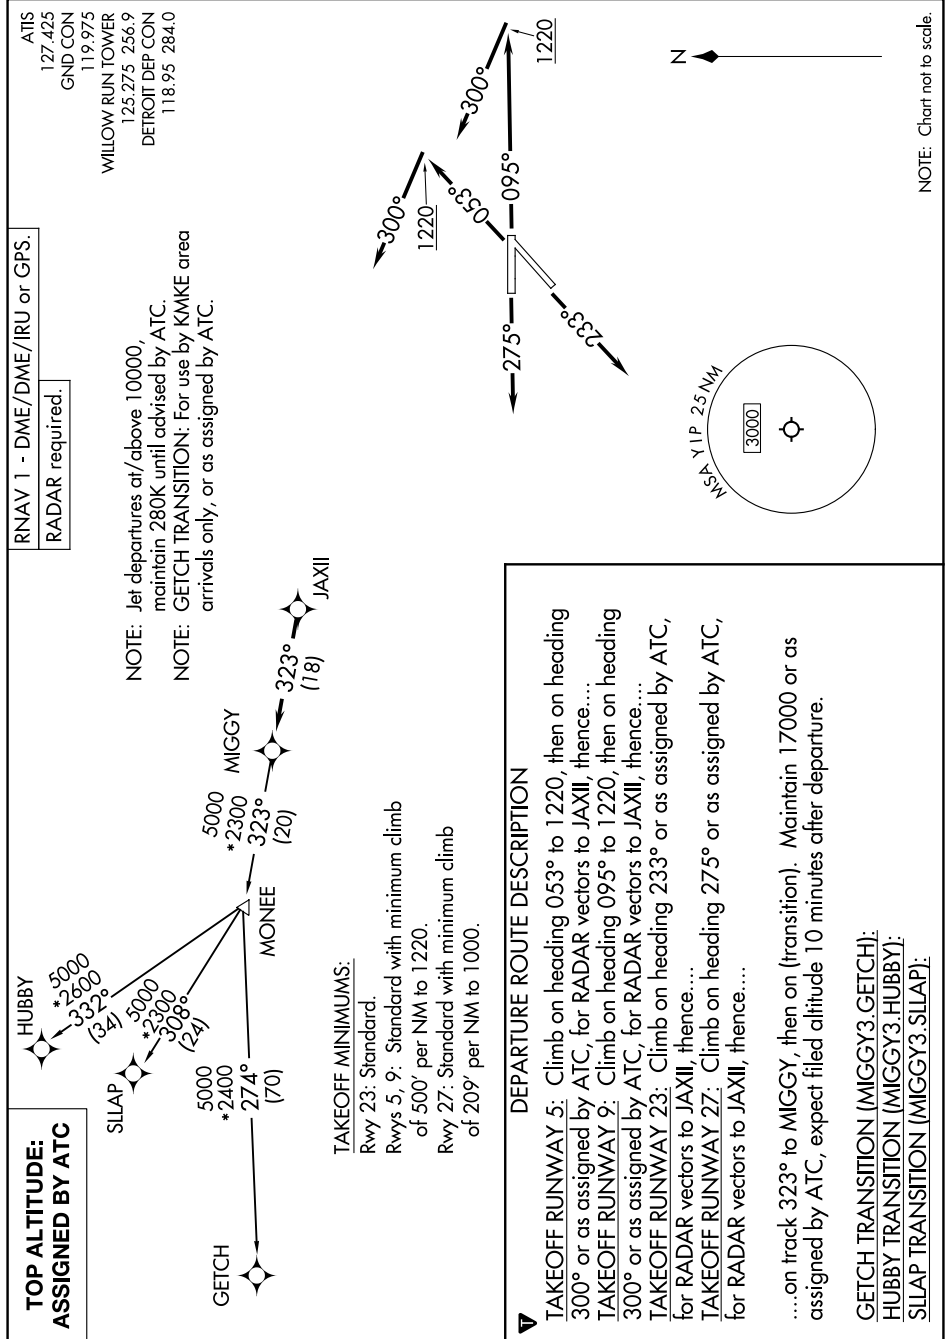 TOP ALTITUDE:
ASSIGNED BY ATC
RNAV 1 - DME/DME/IRU or GPS.
RADAR required.
ATIS
127.425
GND CON
119.975
WILLOW RUN TOWER
125.275 256.9
DETROIT DEP CON
118.95 284.0
NOTE: Jet departures at/above 10000,
maintain 280K until advised by ATC.
NOTE: GETCH TRANSITION: For use by KMKE area
arrivals only, or as assigned by ATC.
HUBBY
5000
*2600
332°
(34)
SLLAP
5000
*2300
308°
(24)
GETCH
5000
*2400
274°
(70)
MONEE
5000
*2300
323°
(20)
MIGGY
323°
(18)
JAXII
300°
1220
053°
300°
1220
095°
275°
233°
TAKEOFF MINIMUMS:
Rwy 23: Standard.
Rwys 5, 9: Standard with minimum climb
of 500' per NM to 1220.
Rwy 27: Standard with minimum climb
of 209' per NM to 1000.
MSA YIP 25 NM
3000
N
NOTE: Chart not to scale.
T
DEPARTURE ROUTE DESCRIPTION
TAKEOFF RUNWAY 5: Climb on heading 053° to 1220, then on heading
300° or as assigned by ATC, for RADAR vectors to JAXII, thence....
TAKEOFF RUNWAY 9: Climb on heading 095° to 1220, then on heading
300° or as assigned by ATC, for RADAR vectors to JAXII, thence....
TAKEOFF RUNWAY 23: Climb on heading 233° or as assigned by ATC,
for RADAR vectors to JAXII, thence....
TAKEOFF RUNWAY 27: Climb on heading 275° or as assigned by ATC,
for RADAR vectors to JAXII, thence....
....on track 323° to MIGGY, then on (transition). Maintain 17000 or as
assigned by ATC, expect filed altitude 10 minutes after departure.
GETCH TRANSITION (MIGGY3.GETCH):
HUBBY TRANSITION (MIGGY3.HUBBY):
SLLAP TRANSITION (MIGGY3.SLLAP):